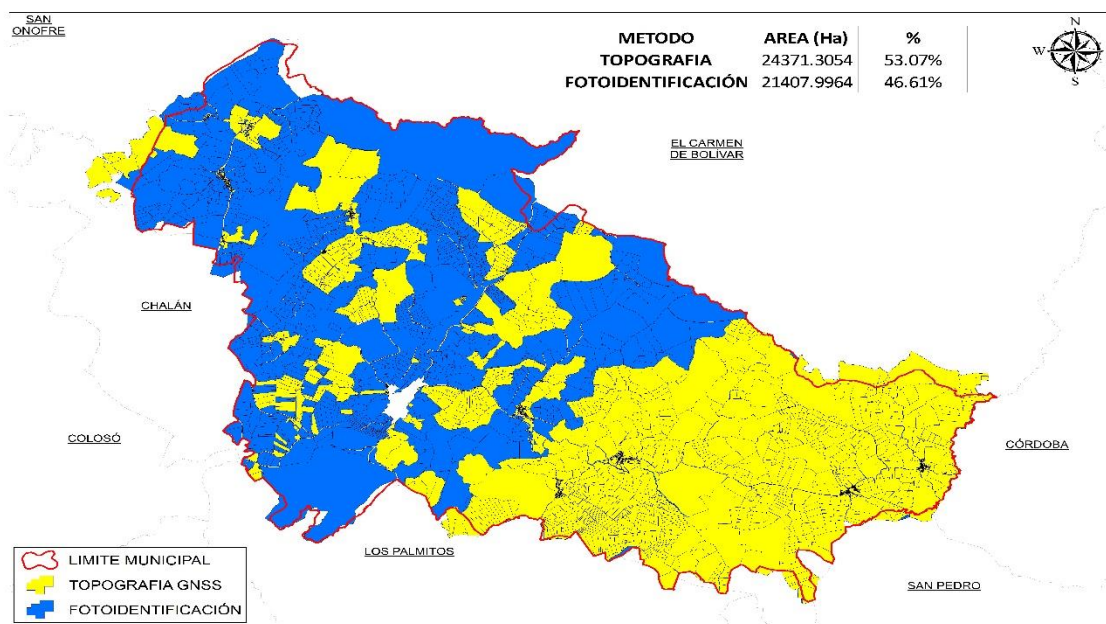 SAN
ONOFRE
METODO AREA (Ha) %
TOPOGRAFIA 24371.3054 53.07%
FOTOIDENTIFICACIÓN 21407.9964 46.61%
N
W
E
S
EL CARMEN
DE BOLIVAR
CHALÁN
COLOSÓ
CÓRDOBA
LOS PALMITOS
SAN PEDRO
LIMITE MUNICIPAL
TOPOGRAFIA GNSS
FOTOIDENTIFICACIÓN